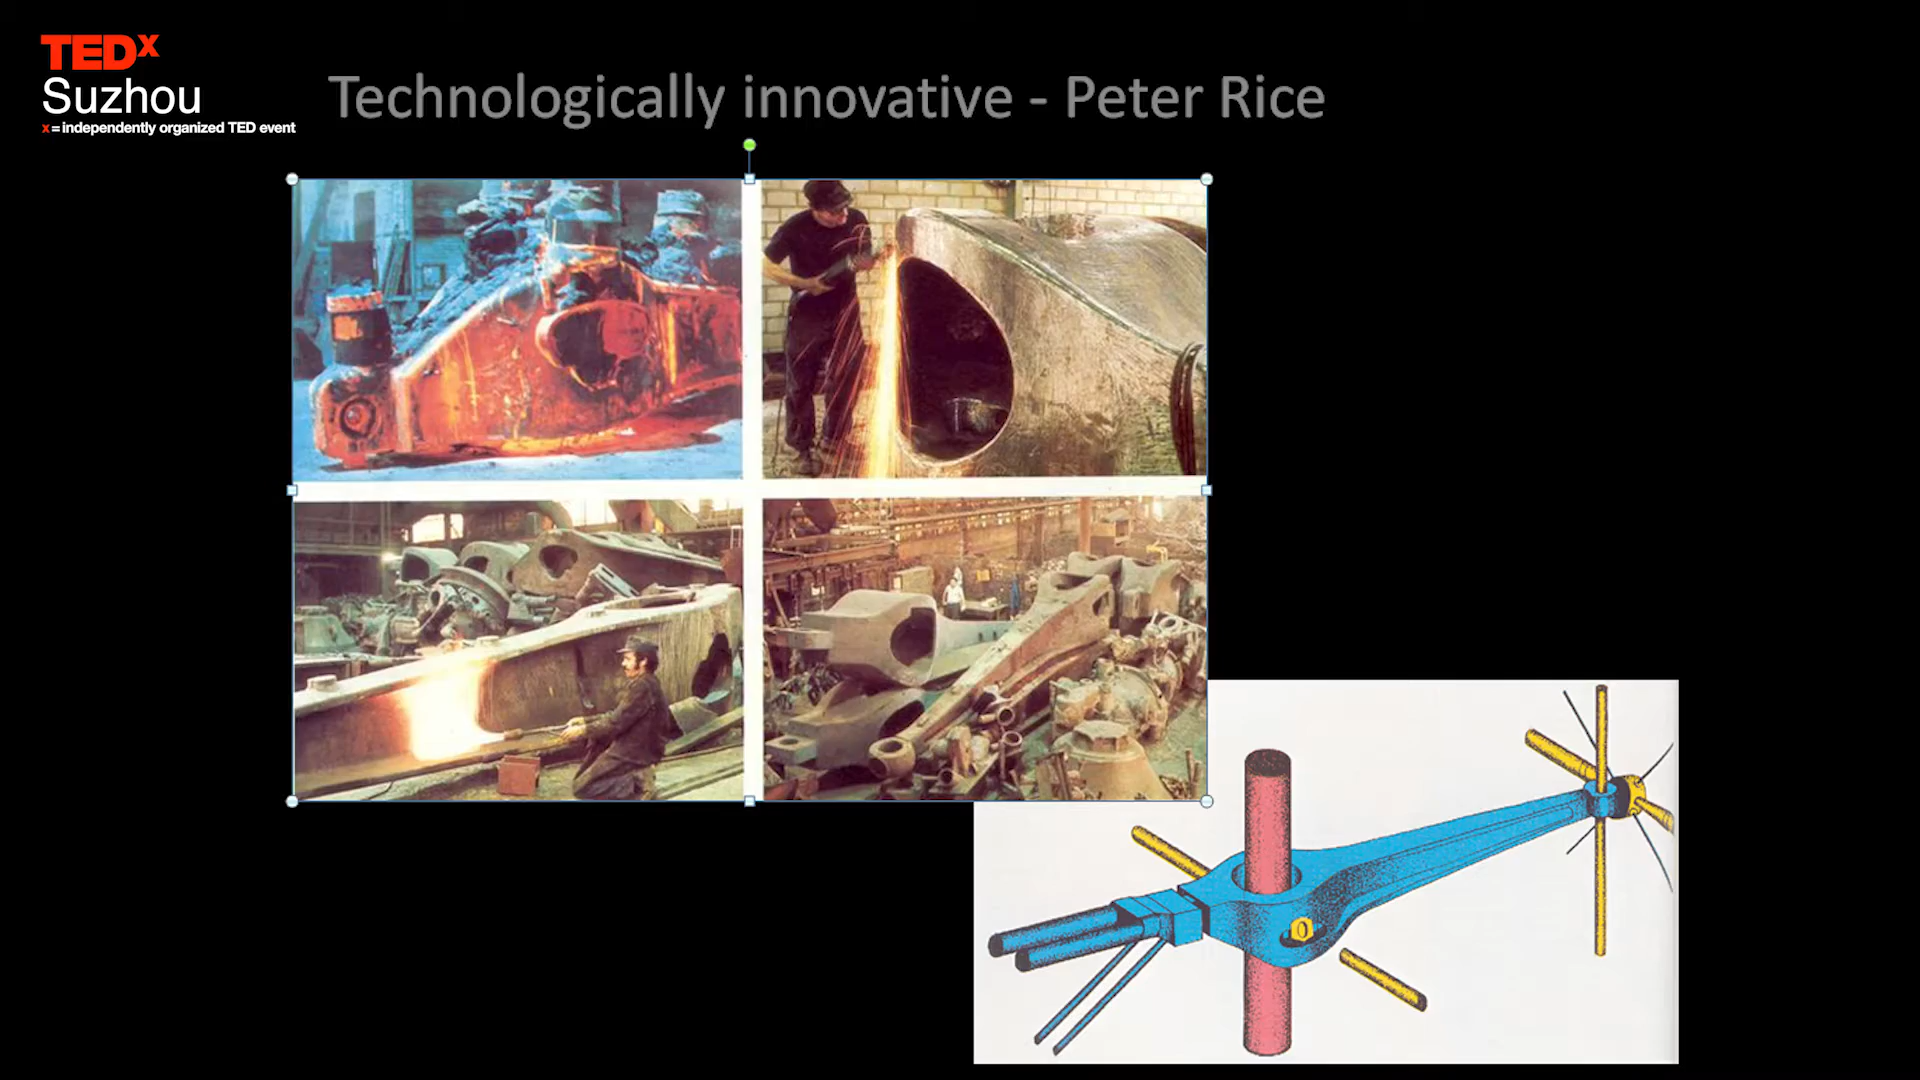 TEDx
Suzhou
x = independently organized TED event
Technologically innovative - Peter Rice